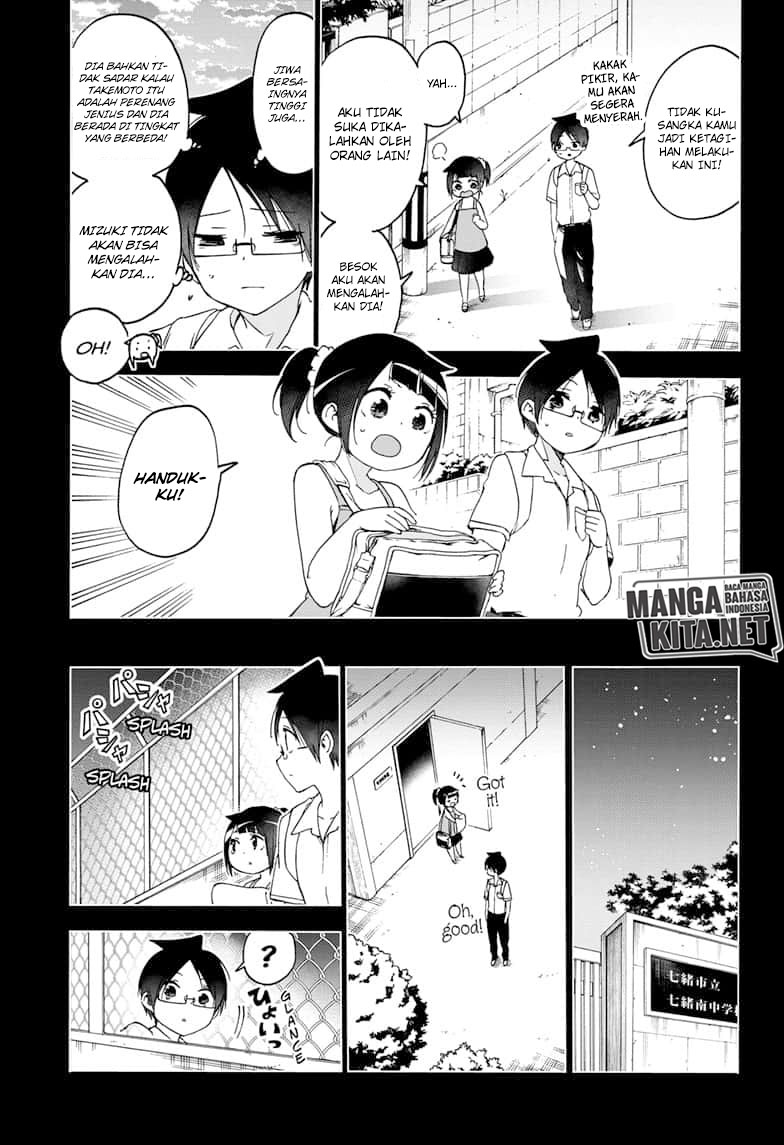 TIDAK KU-
SANGKA KAMU
JADI KETAGI-
HAN MELAKU-
KAN INI!
KAKAK
PIKIR, KA-
MU AKAN
SEGERA
MENYERAH.
YAH...
AKU TIDAK
SUKA DIKA-
LAHKAN OLEH
ORANG LAIN!
BESOK
AKU AKAN
MENGALAH-
KAN DIA!
JIWA
BERSA-
INGNYA
TINGGI
JUGA...
DIA BAHKAN TI-
DAK SADAR KALAU
TAKEMOTO ITU
ADALAH PERENANG
JENIUS DAN DIA
BERADA DI TINGKAT
YANG BERBEDA!
MIZUKI TIDAK
AKAN BISA
MENGALAH-
KAN DIA...
OH!
HANDUK-
KU!
MANGA
KITA.NET
BACA MANGA
BAHASA
INDONESIA
七緒市立
七緒南中学校
Got
it!
Oh,
good!
パシャ
パシャ
SPLASH
SPLASH
?
ひょいっ
GLANCE